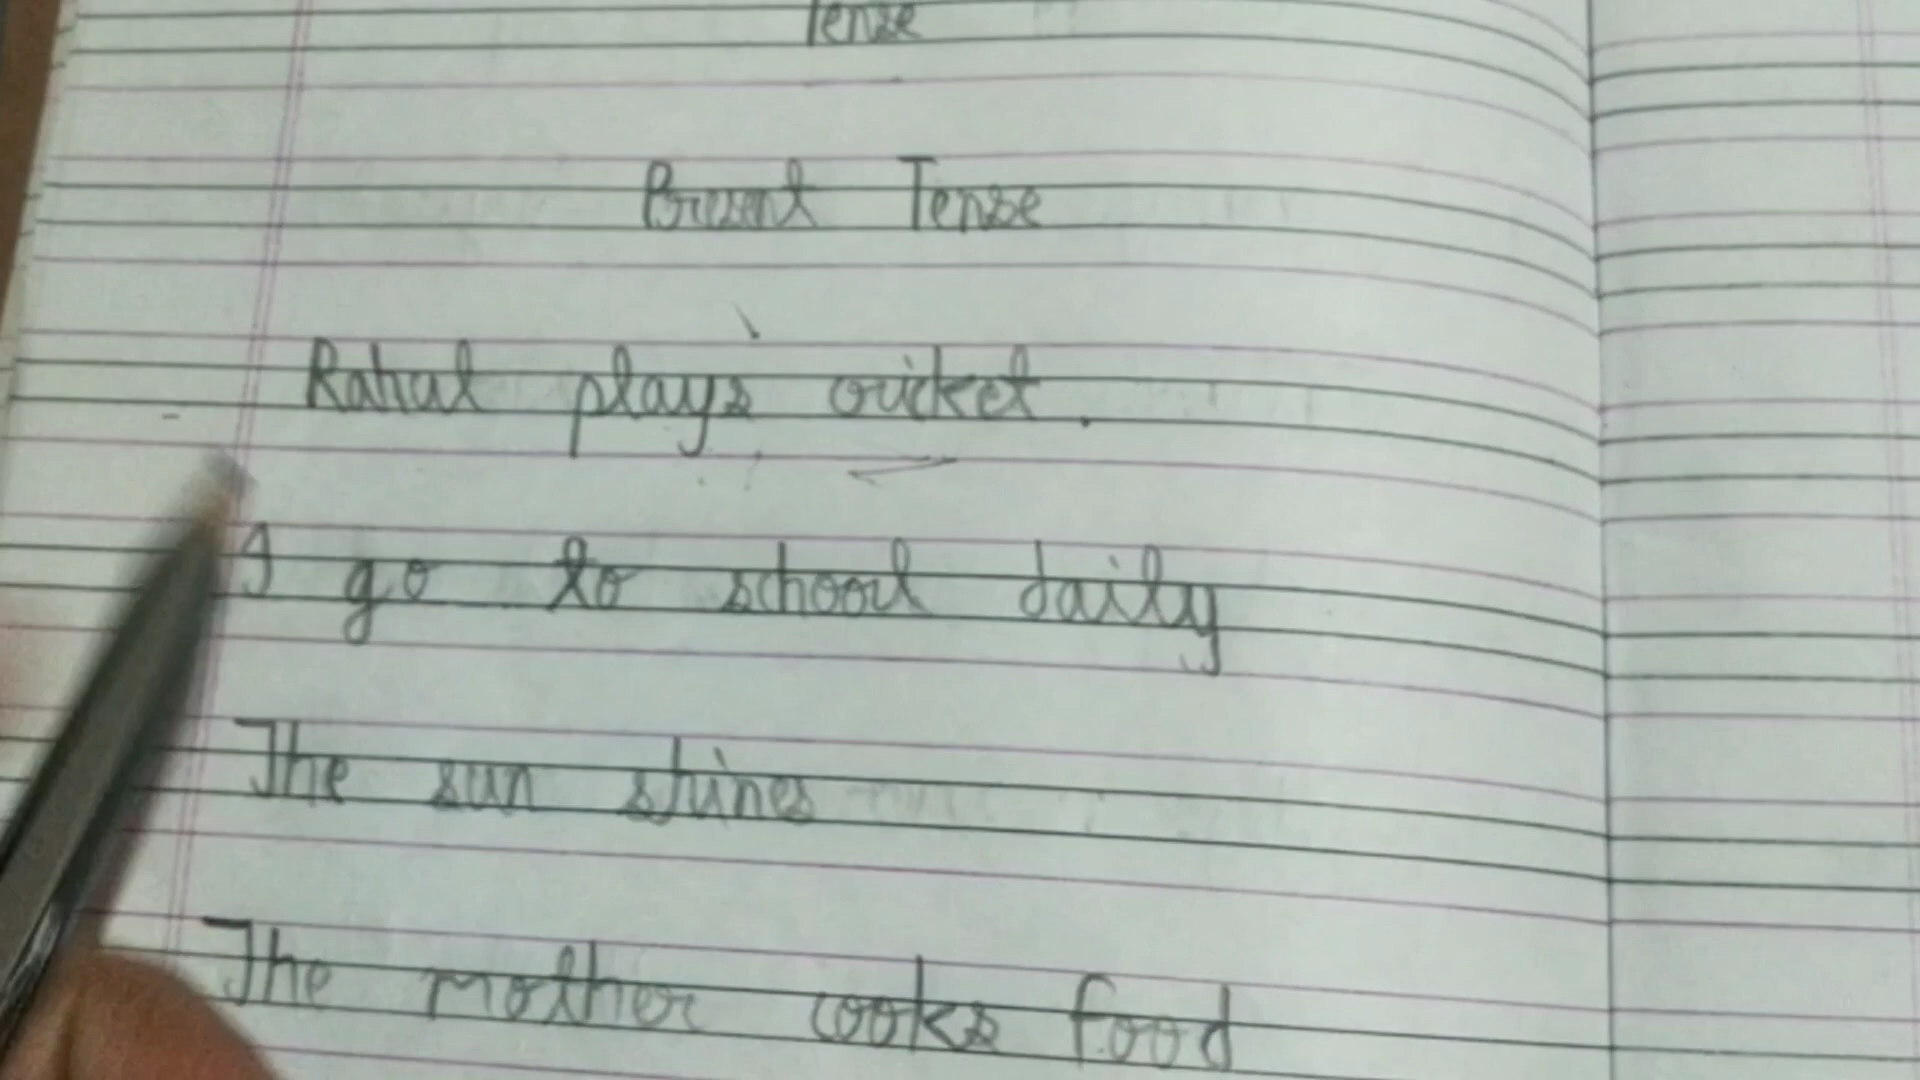 Tense
Present Tense
Rahul plays cricket.
I go to school daily
The sun shines
The mother cooks food